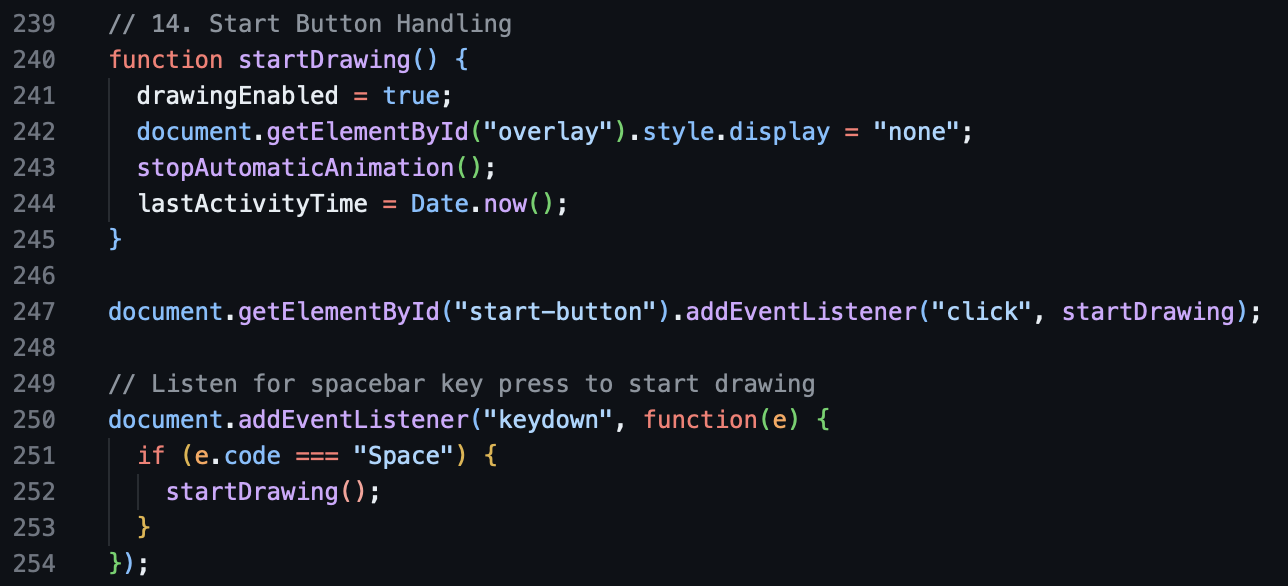 239 // 14. Start Button Handling
240 function startDrawing() {
241 drawingEnabled = true;
242 document.getElementById("overlay").style.display = "none";
243 stopAutomaticAnimation();
244 lastActivityTime = Date.now();
245 }
246
247 document.getElementById("start-button").addEventListener("click", startDrawing);
248
249 // Listen for spacebar key press to start drawing
250 document.addEventListener("keydown", function(e) {
251 if (e.code === "Space") {
252 startDrawing();
253 }
254 });